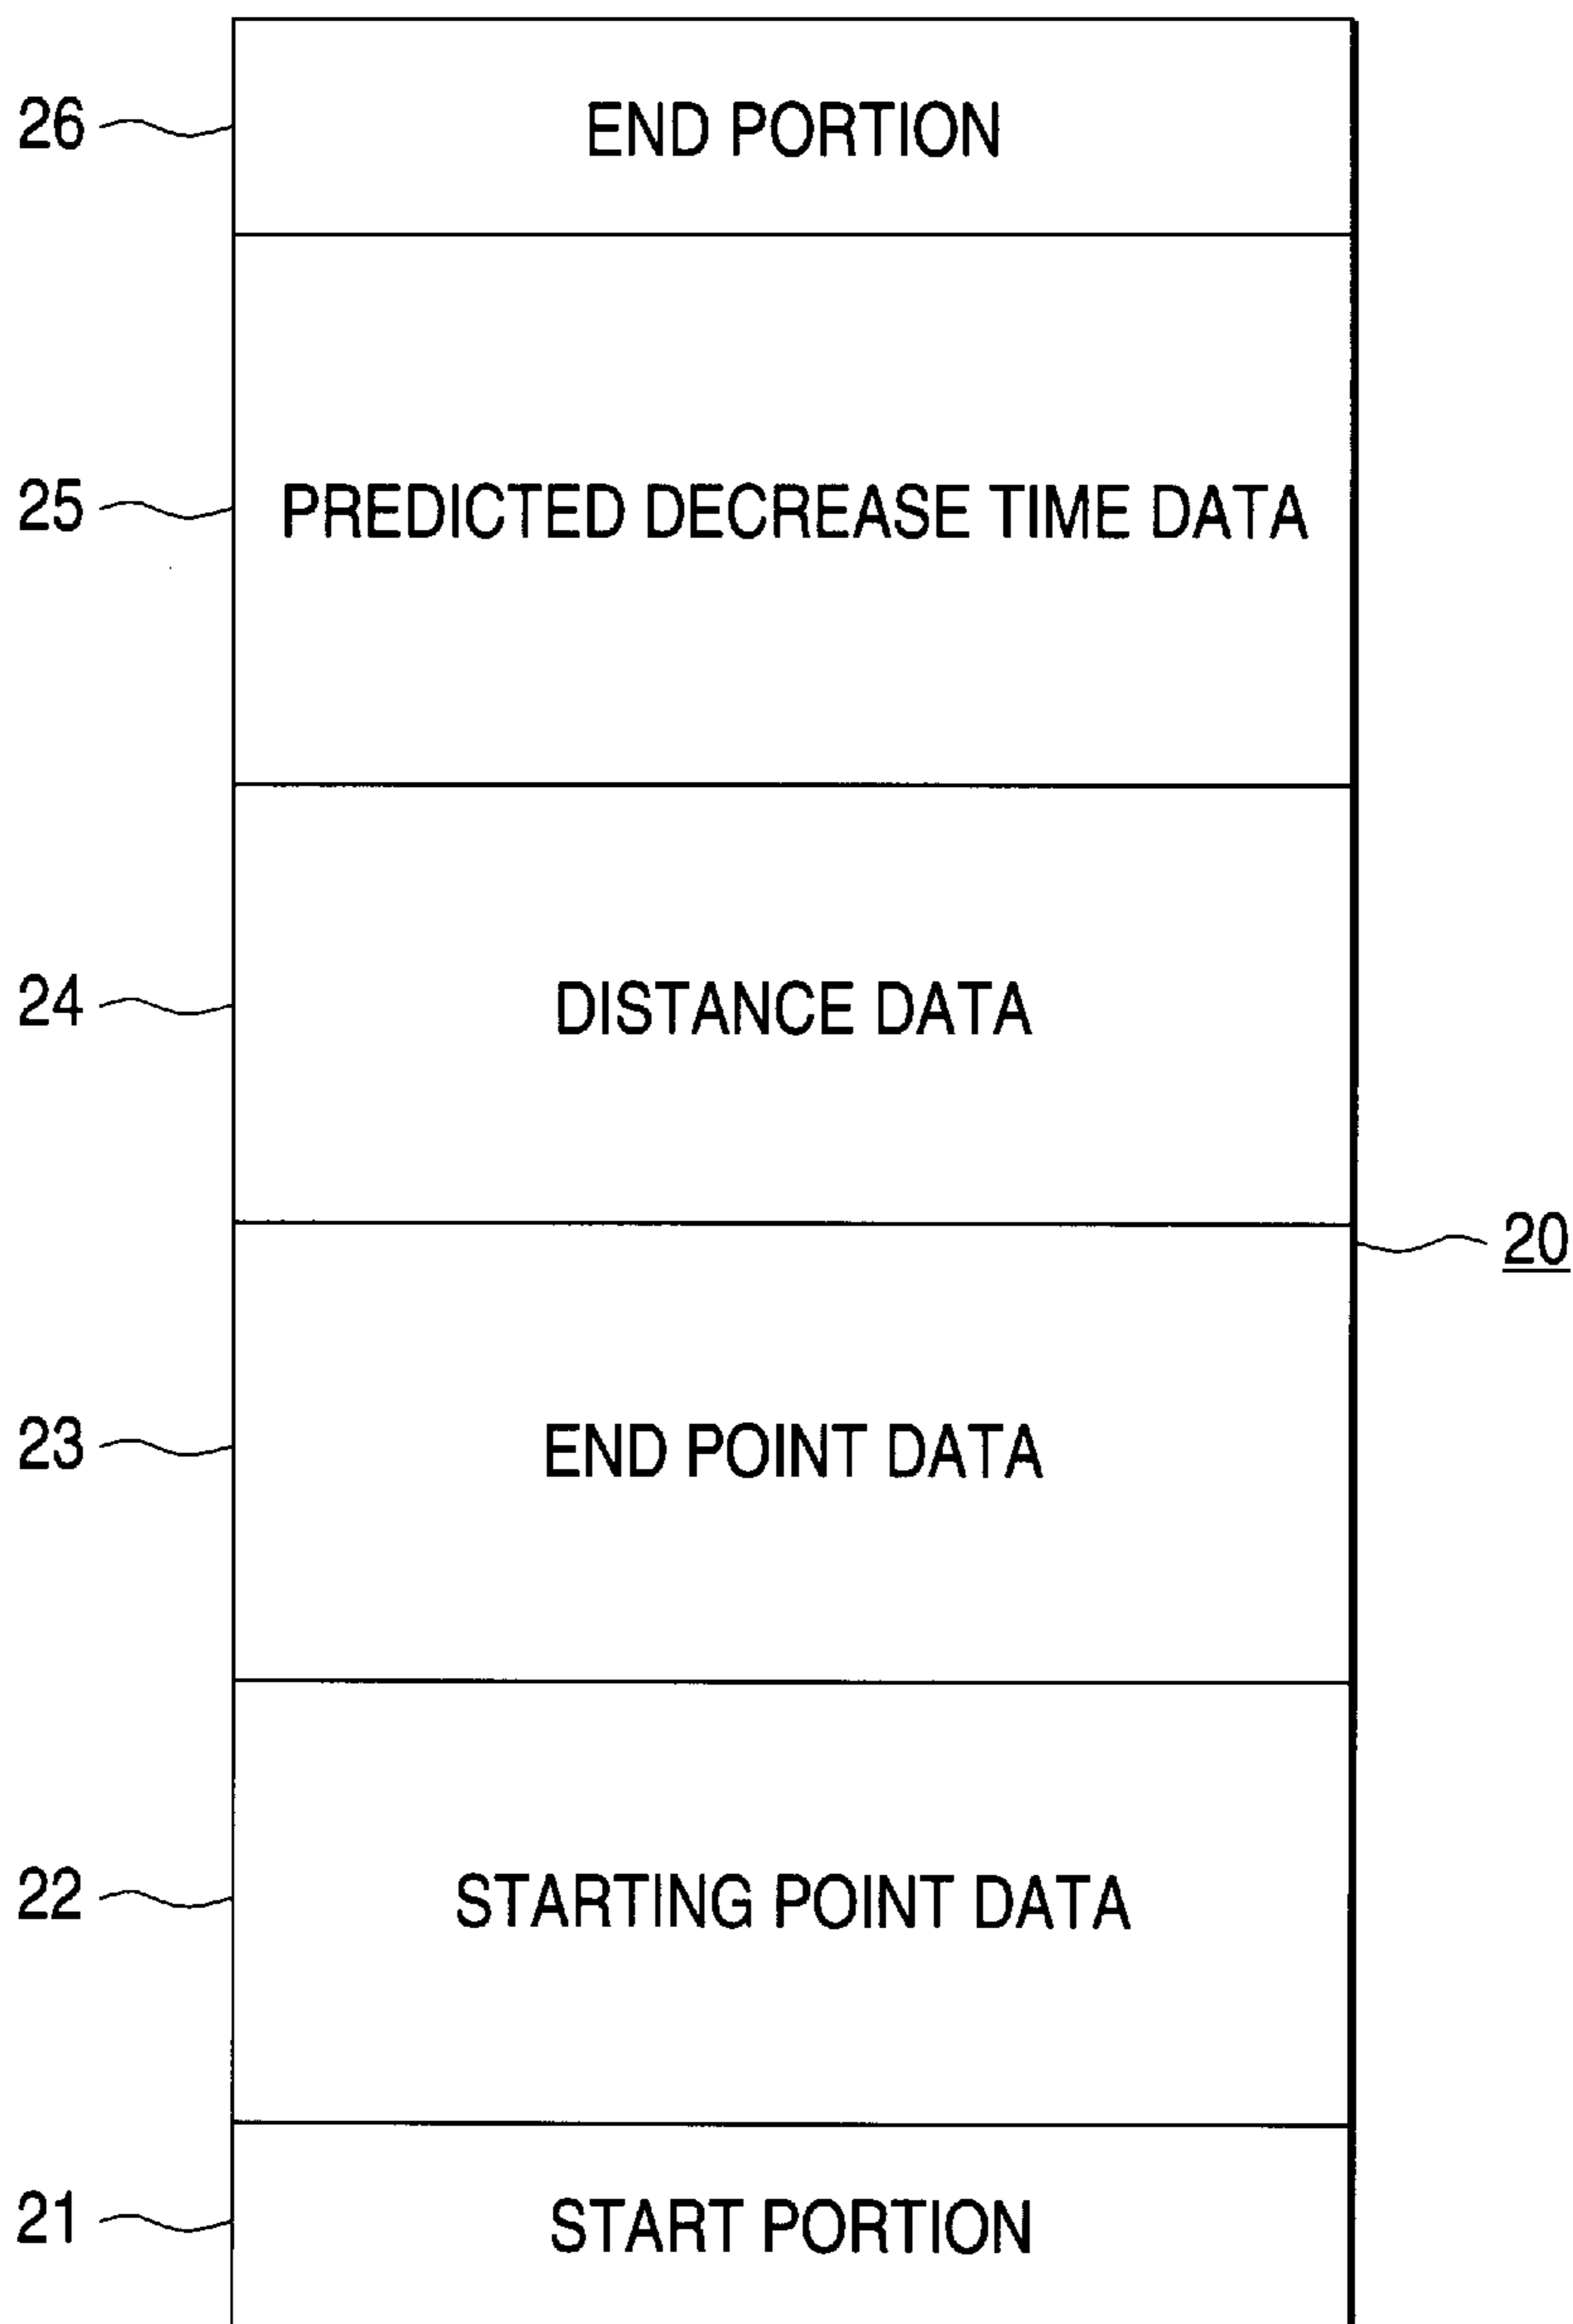 26 END PORTION
25 PREDICTED DECREASE TIME DATA
24 DISTANCE DATA
20
23 END POINT DATA
22 STARTING POINT DATA
21 START PORTION